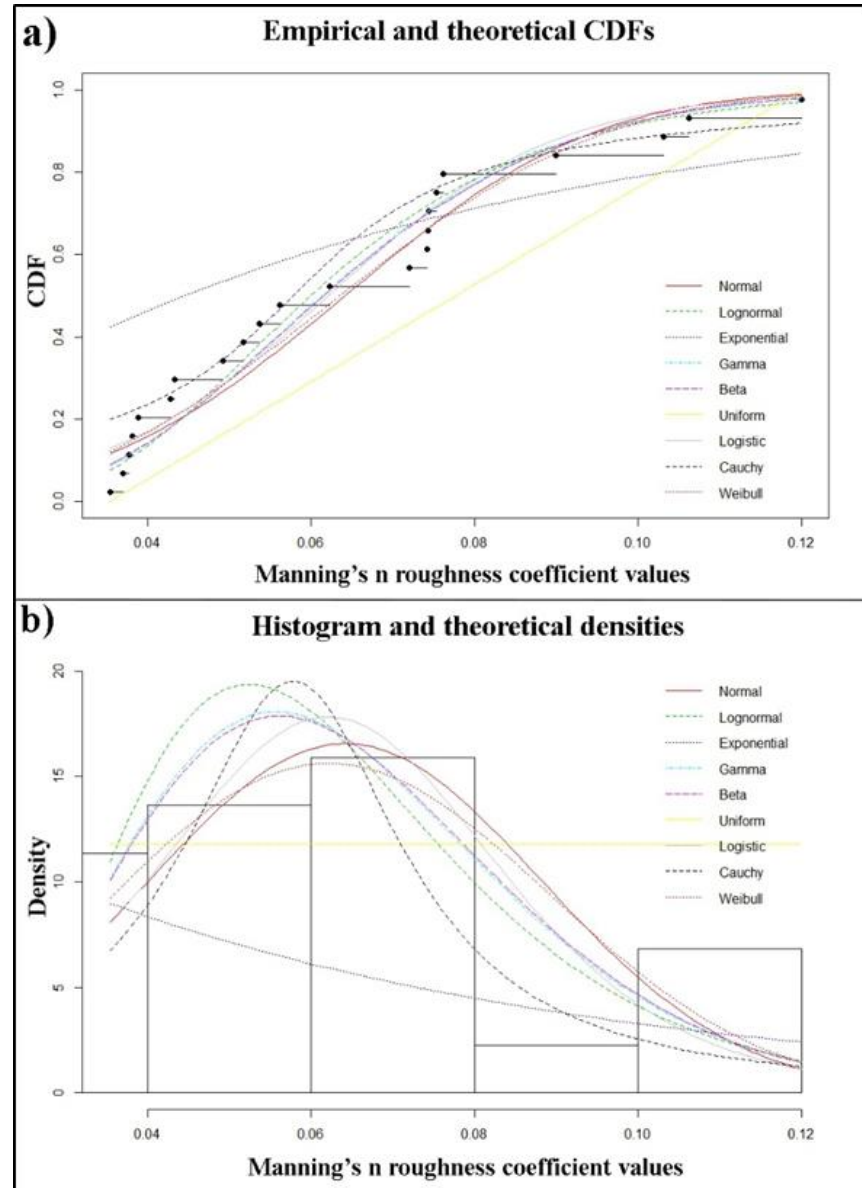 a)
Empirical and theoretical CDFs
CDF
1.0
0.8
0.6
0.4
0.2
0.0
Normal
Lognormal
Exponential
Gamma
Beta
Uniform
Logistic
Cauchy
Weibull
0.04 0.06 0.08 0.10 0.12
Manning's n roughness coefficient values
b)
Histogram and theoretical densities
Density
20
15
10
5
0
Normal
Lognormal
Exponential
Gamma
Beta
Uniform
Logistic
Cauchy
Weibull
0.04 0.06 0.08 0.10 0.12
Manning's n roughness coefficient values